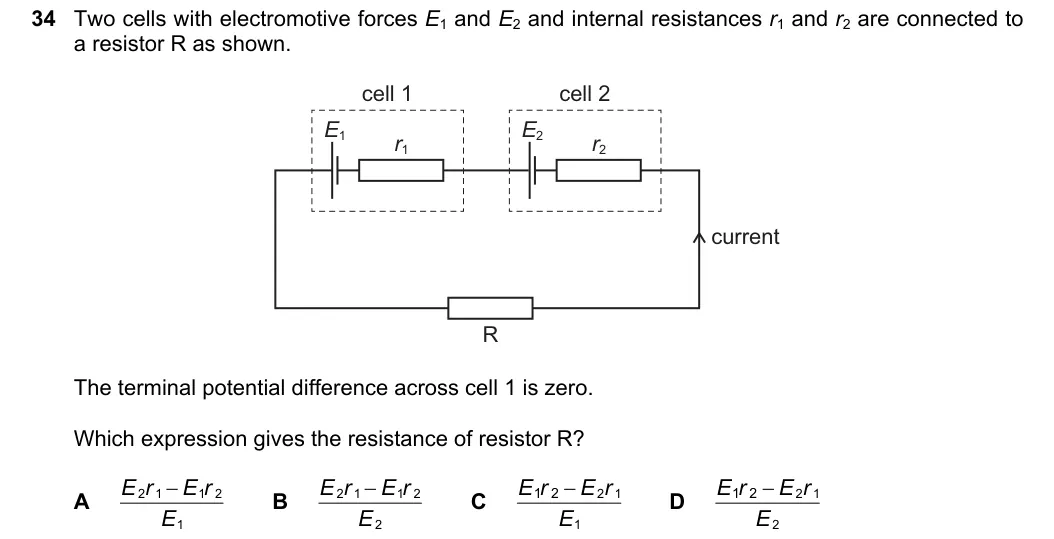 34 Two cells with electromotive forces E₁ and E₂ and internal resistances r₁ and r₂ are connected to
a resistor R as shown.
cell 1 cell 2
E₁ r₁ E₂ r₂
current
R
The terminal potential difference across cell 1 is zero.
Which expression gives the resistance of resistor R?
A (E₂r₁ – E₁r₂)/E₁ B (E₂r₁ – E₁r₂)/E₂ C (E₁r₂ – E₂r₁)/E₁ D (E₁r₂ – E₂r₁)/E₂